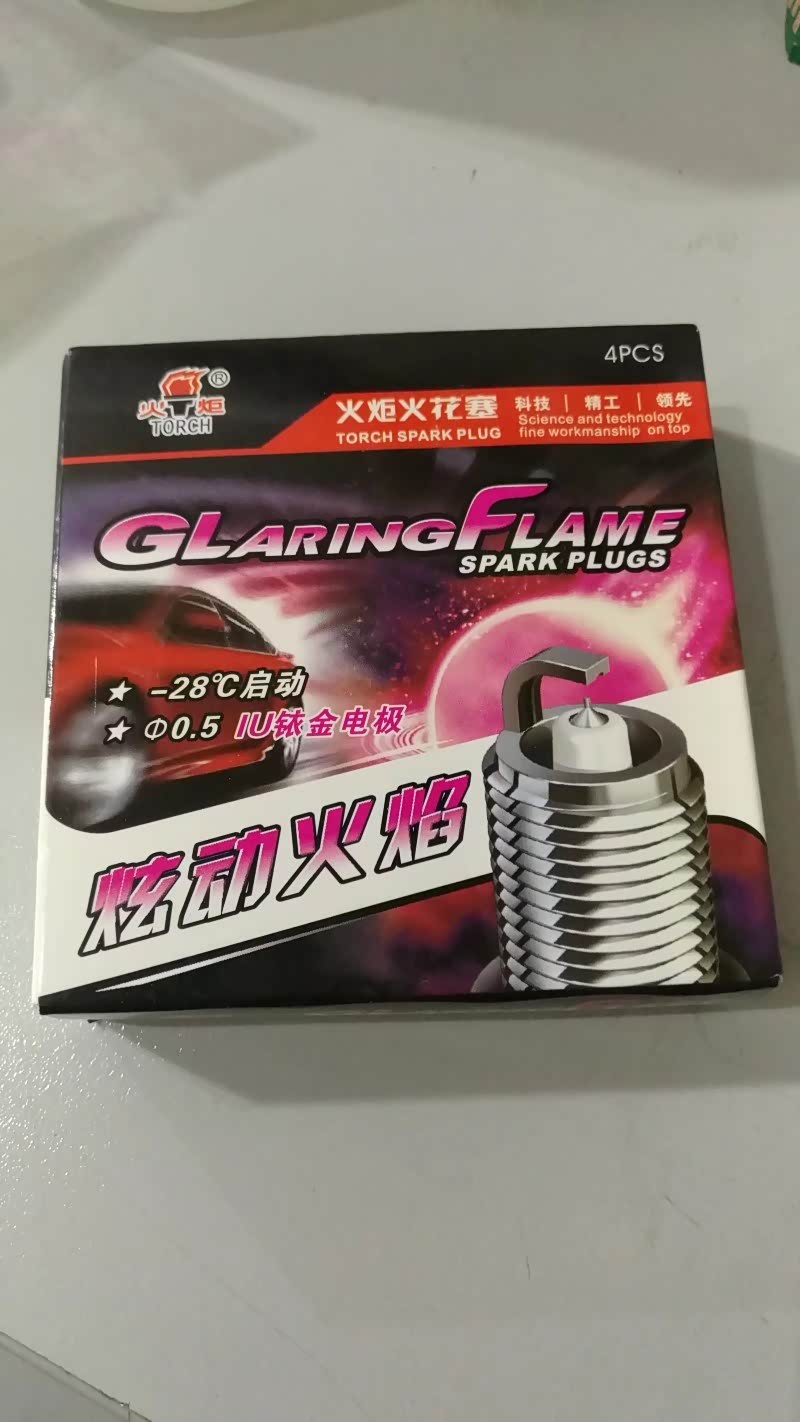 4PCS
火炬®
TORCH
火炬火花塞
TORCH SPARK PLUG
科技｜精工｜领先
Science and technology
fine workmanship on top
GLARING FLAME
SPARK PLUGS
★ -28℃启动
★ Φ0.5 IU铱金电极
炫动火焰